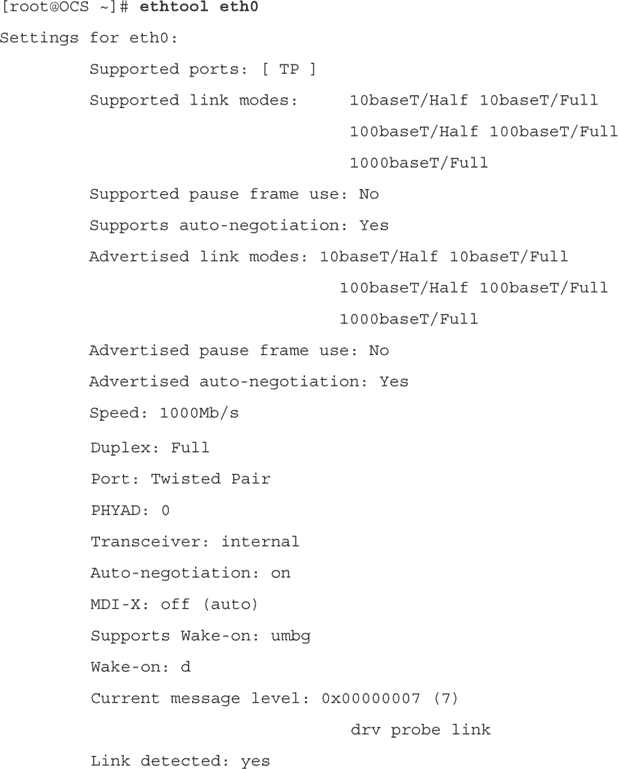 [root@OCS ~]# ethtool eth0
Settings for eth0:
Supported ports: [ TP ]
Supported link modes: 10baseT/Half 10baseT/Full
100baseT/Half 100baseT/Full
1000baseT/Full
Supported pause frame use: No
Supports auto-negotiation: Yes
Advertised link modes: 10baseT/Half 10baseT/Full
100baseT/Half 100baseT/Full
1000baseT/Full
Advertised pause frame use: No
Advertised auto-negotiation: Yes
Speed: 1000Mb/s
Duplex: Full
Port: Twisted Pair
PHYAD: 0
Transceiver: internal
Auto-negotiation: on
MDI-X: off (auto)
Supports Wake-on: umbg
Wake-on: d
Current message level: 0x00000007 (7)
drv probe link
Link detected: yes